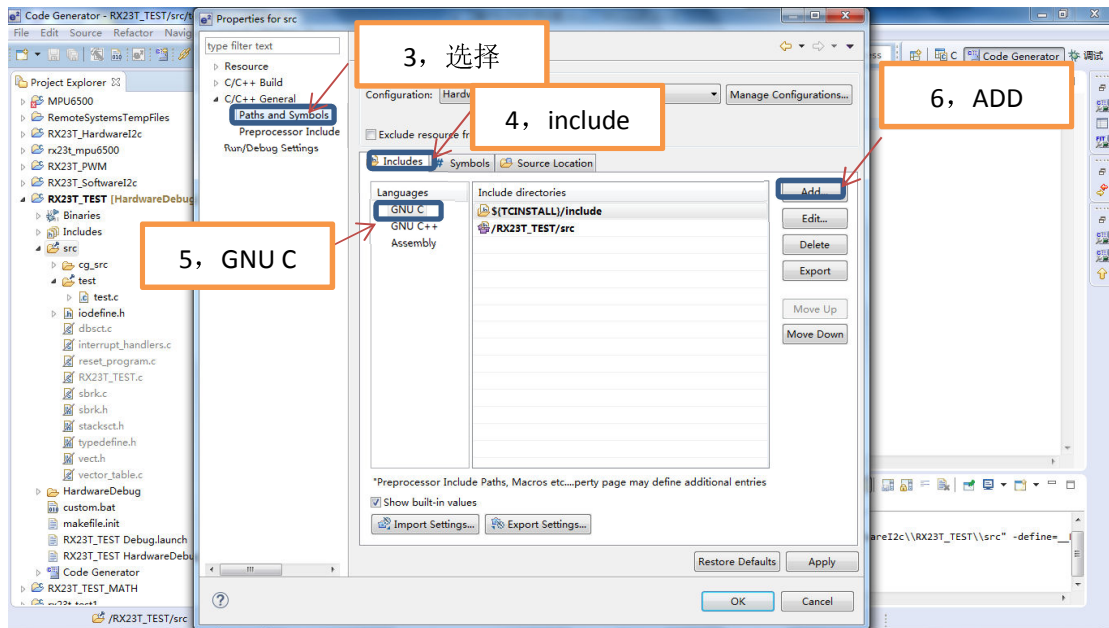 Code Generator - RX23T_TEST/src/t
File Edit Source Refactor Navig
Project Explorer
MPU6500
RemoteSystemsTempFiles
RX23T_HardwareI2c
rx23t_mpu6500
RX23T_PWM
RX23T_SoftwareI2c
RX23T_TEST [HardwareDebug
Binaries
Includes
src
cg_src
test
test.c
iodefine.h
dbsct.c
interrupt_handlers.c
reset_program.c
RX23T_TEST.c
sbrk.c
sbrk.h
stacksct.h
typedefine.h
vect.h
vector_table.c
HardwareDebug
custom.bat
makefile.init
RX23T_TEST Debug.launch
RX23T_TEST HardwareDebu
Code Generator
RX23T_TEST_MATH
/RX23T_TEST/src
Properties for src
type filter text
Resource
C/C++ Build
C/C++ General
Paths and Symbols
Preprocessor Include
Run/Debug Settings
3，选择
4，include
5，GNU C
6，ADD
Configuration: Hardw
Manage Configurations...
Exclude resource fr
Includes
# Symbols
Source Location
Languages
GNU C
GNU C++
Assembly
Include directories
$(TCINSTALL)/include
/RX23T_TEST/src
Add...
Edit...
Delete
Export
Move Up
Move Down
"Preprocessor Include Paths, Macros etc....perty page may define additional entries
Show built-in values
Import Settings...
Export Settings...
Restore Defaults
Apply
OK
Cancel
ess
C
Code Generator
调试
areI2c\\RX23T_TEST\\src" -define=__